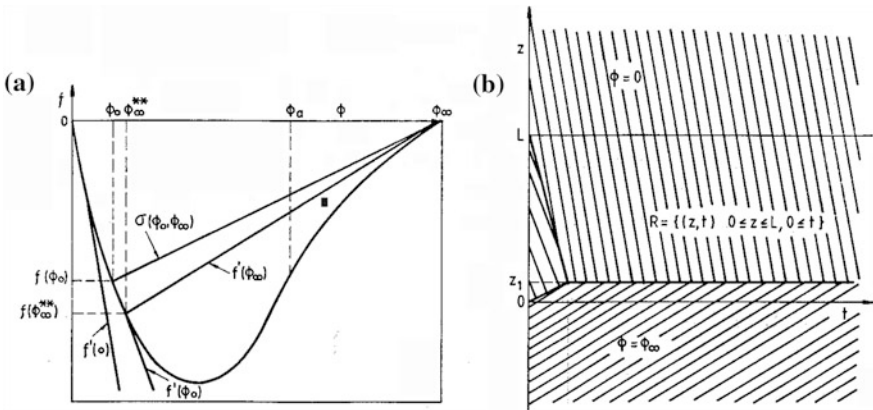 (a)
f
0
φ₀ φ∞** φₐ φ φ∞
σ(φ₀,φ∞)
f'(φ∞)
f(φ₀)
f(φ∞**)
f'(0)
f'(φ₀)
(b)
z
φ=0
L
R={(z,t) 0≤z≤L, 0≤t}
z₁
0
t
φ=φ∞